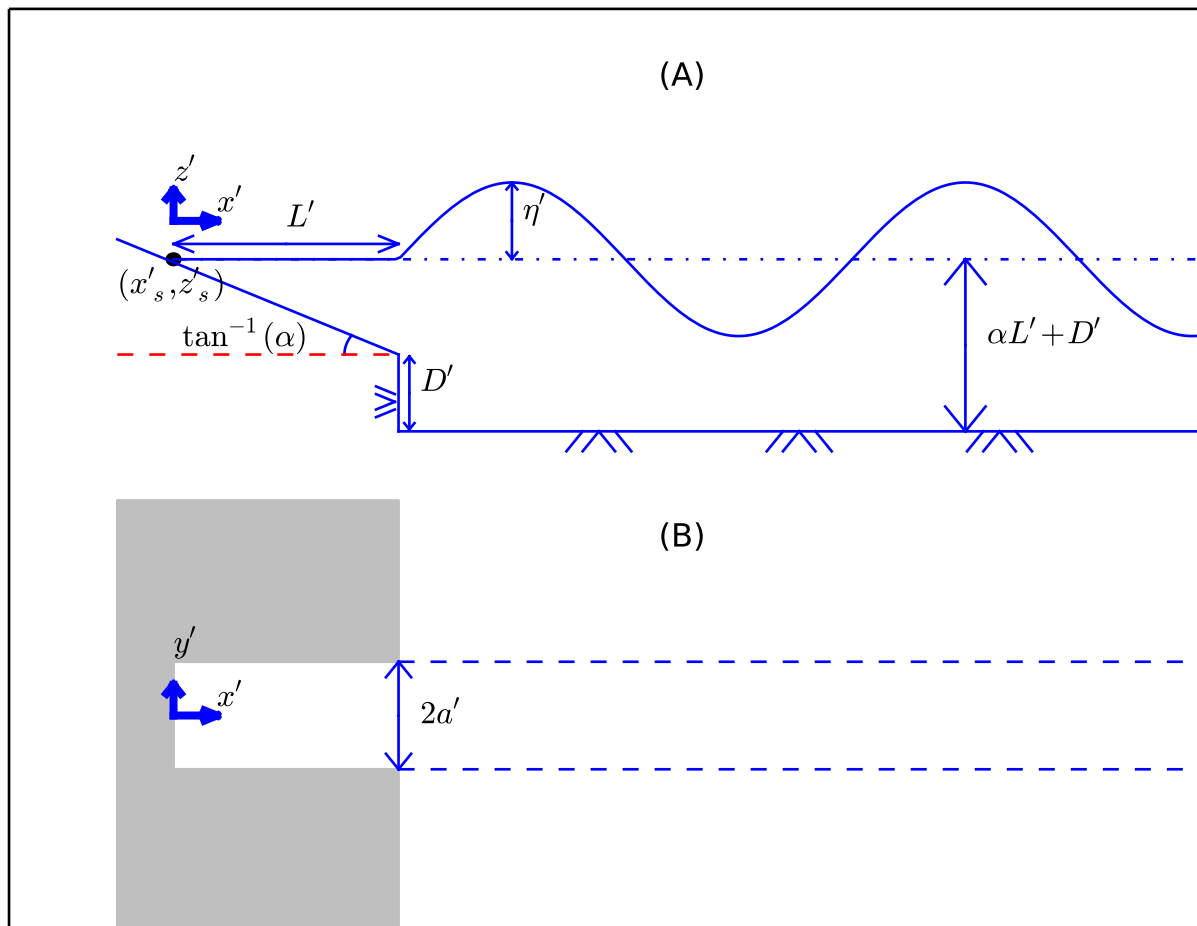 (A)
z′
x′
L′
η′
(x′ₛ,z′ₛ)
tan⁻¹(α)
D′
αL′+D′
(B)
y′
x′
2a′